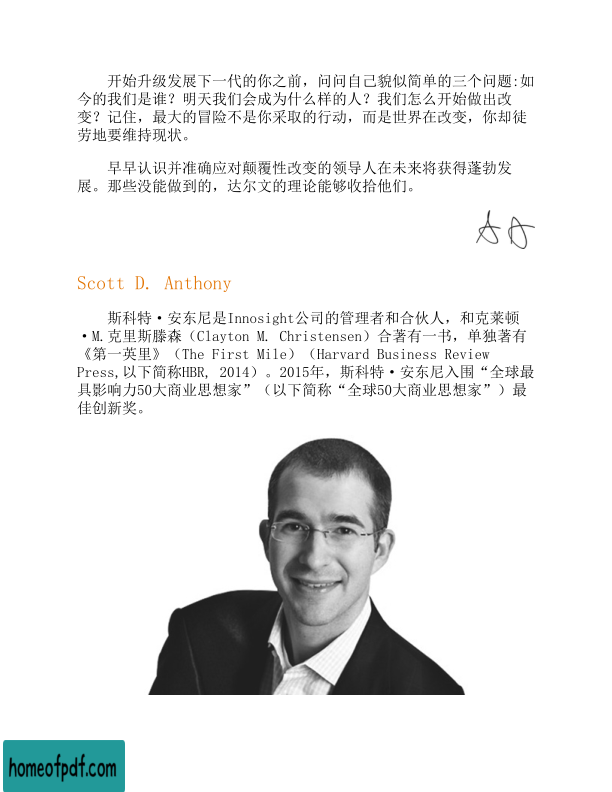 开始升级发展下一代的你之前，问问自己貌似简单的三个问题:如
今的我们是谁？明天我们会成为什么样的人？我们怎么开始做出改
变？记住，最大的冒险不是你采取的行动，而是世界在改变，你却徒
劳地要维持现状。
早早认识并准确应对颠覆性改变的领导人在未来将获得蓬勃发
展。那些没能做到的，达尔文的理论能够收拾他们。
Scott D. Anthony
斯科特·安东尼是Innosight公司的管理者和合伙人，和克莱顿
·M.克里斯滕森（Clayton M. Christensen）合著有一书，单独著有
《第一英里》（The First Mile）（Harvard Business Review
Press,以下简称HBR, 2014）。2015年，斯科特·安东尼入围“全球最
具影响力50大商业思想家”（以下简称“全球50大商业思想家”）最
佳创新奖。
homeofpdf.com